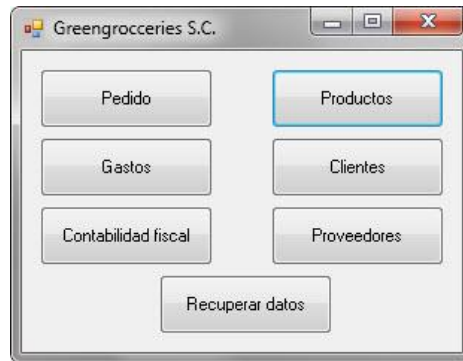 Greengrocceries S.C.
Pedido
Productos
Gastos
Clientes
Contabilidad fiscal
Proveedores
Recuperar datos